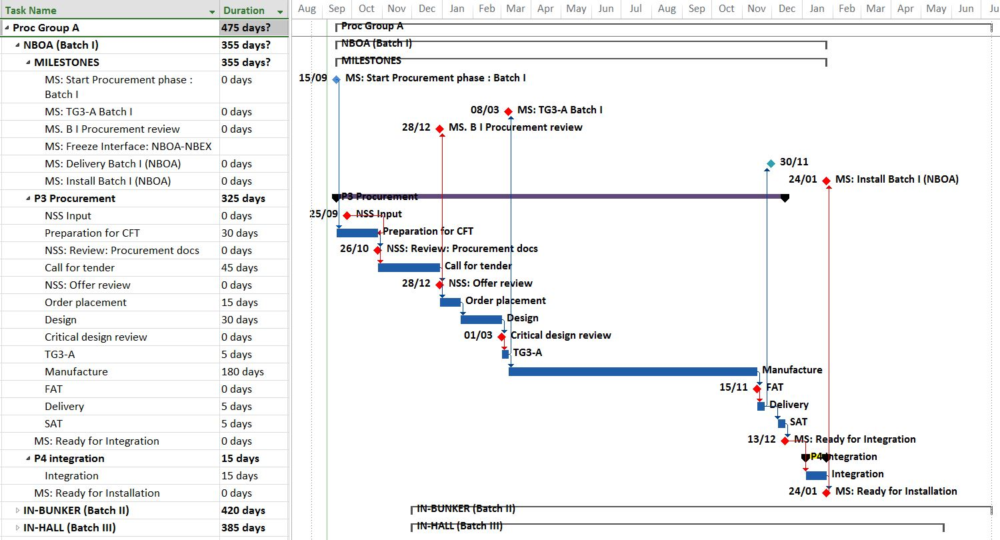 Task Name Duration Aug Sep Oct Nov Dec Jan Feb Mar Apr May Jun Jul Aug Sep Oct Nov Dec Jan Feb Mar Apr May Jun Ju
Proc Group A 475 days? Proc Group A
NBOA (Batch I) 355 days? NBOA (Batch I)
MILESTONES 355 days? MILESTONES
MS: Start Procurement phase : 0 days 15/09 MS: Start Procurement phase : Batch I
Batch I
MS: TG3-A Batch I 0 days 08/03 MS: TG3-A Batch I
MS. B I Procurement review 0 days 28/12 MS. B I Procurement review
MS: Freeze Interface: NBOA-NBEX
MS: Delivery Batch I (NBOA) 0 days 30/11
MS: Install Batch I (NBOA) 0 days 24/01 MS: Install Batch I (NBOA)
P3 Procurement 325 days P3 Procurement
NSS Input 0 days 25/09 NSS Input
Preparation for CFT 30 days Preparation for CFT
NSS: Review: Procurement docs 0 days 26/10 NSS: Review: Procurement docs
Call for tender 45 days Call for tender
NSS: Offer review 0 days 28/12 NSS: Offer review
Order placement 15 days Order placement
Design 30 days Design
Critical design review 0 days 01/03 Critical design review
TG3-A 5 days TG3-A
Manufacture 180 days Manufacture
FAT 0 days 15/11 FAT
Delivery 5 days Delivery
SAT 5 days SAT
MS: Ready for Integration 0 days 13/12 MS: Ready for Integration
P4 integration 15 days P4 integration
Integration 15 days Integration
MS: Ready for Installation 0 days 24/01 MS: Ready for Installation
IN-BUNKER (Batch II) 420 days IN-BUNKER (Batch II)
IN-HALL (Batch III) 385 days IN-HALL (Batch III)